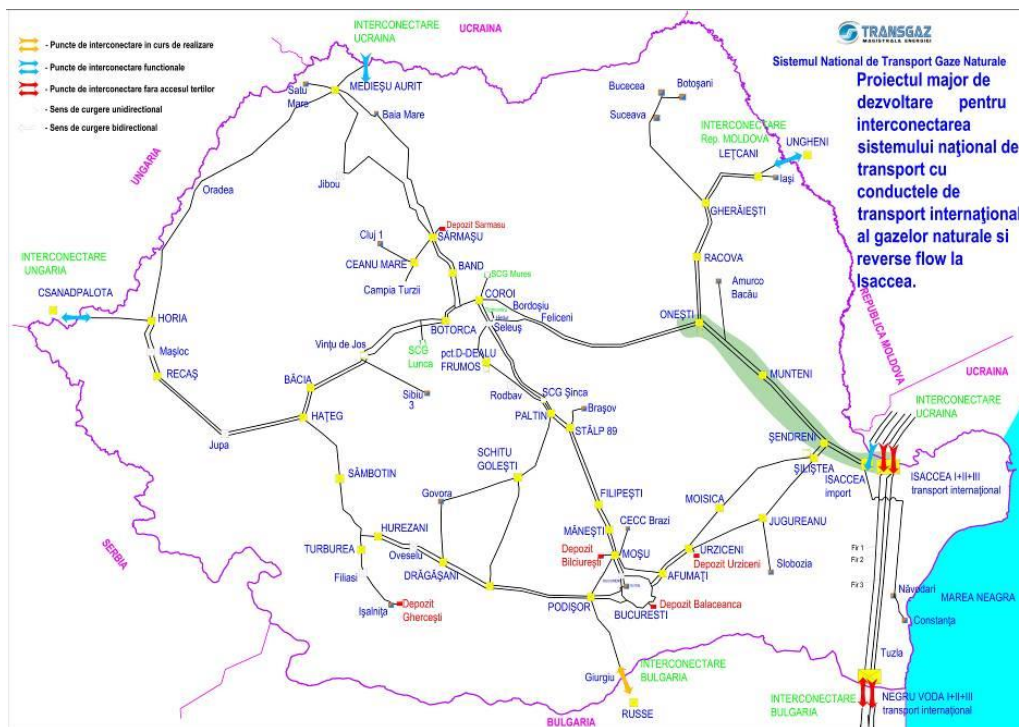 - Puncte de interconectare in curs de realizare
- Puncte de interconectare functionale
- Puncte de interconectare fara accesul tertilor
- Sens de curgere unidirectional
- Sens de curgere bidirectional
TRANSGAZ
MAGISTRALA ENERGIEI
Sistemul National de Transport Gaze Naturale
Proiectul major de
dezvoltare pentru
interconectarea
sistemului naţional de
transport cu
conductele de
transport internaţional
al gazelor naturale si
reverse flow la
Isaccea.
INTERCONECTARE
UCRAINA
UCRAINA
UCRAINA
MEDIEŞU AURIT
Satu
Mare
Baia Mare
Bucecea
Botoşani
Suceava
INTERCONECTARE
Rep. MOLDOVA
UNGHENI
LEŢCANI
Iaşi
UNGARIA
Oradea
Jibou
GHERĂIEŞTI
Depozit Sarmasu
SĂRMAŞU
Cluj 1
CEANU MARE
Campia Turzii
BAND
RACOVA
Amurco
Bacău
SCG Mures
COROI
Bordoşiu
Feliceni
ONEŞTI
REPUBLICA MOLDOVA
INTERCONECTARE
UNGARIA
CSANADPALOTA
HORIA
Maşloc
RECAŞ
BOTORCA
Seleuş
Vinţu de Jos
SCG
Lunca
pct.D-DEALU
FRUMOS
BĂCIA
Sibiu
3
Rodbav
SCG Şinca
PALTIN
Braşov
STÂLP 89
MUNTENI
UCRAINA
INTERCONECTARE
UCRAINA
HAŢEG
Jupa
SCHITU
GOLEŞTI
ŞENDRENI
SILIŞTEA
ISACCEA
import
ISACCEA I+II+III
transport internaţional
SÂMBOTIN
Govora
FILIPEŞTI
MOISICA
JUGUREANU
MĂNEŞTI
CECC Brazi
HUREZANI
TURBUREA
Oveselu
DRĂGĂŞANI
Depozit
Bilciureşti
MOŞU
URZICENI
Depozit Urziceni
Slobozia
Fir 1
Fir 2
Fir 3
SERBIA
Filiasi
Işalniţa
Depozit
Gherceşti
AFUMAŢI
PODIŞOR
BUCURESTI
Depozit Balaceanca
Năvodari
MAREA NEAGRA
Constanţa
Tuzla
Giurgiu
INTERCONECTARE
BULGARIA
RUSSE
BULGARIA
INTERCONECTARE
BULGARIA
NEGRU VODA I+II+III
transport internaţional